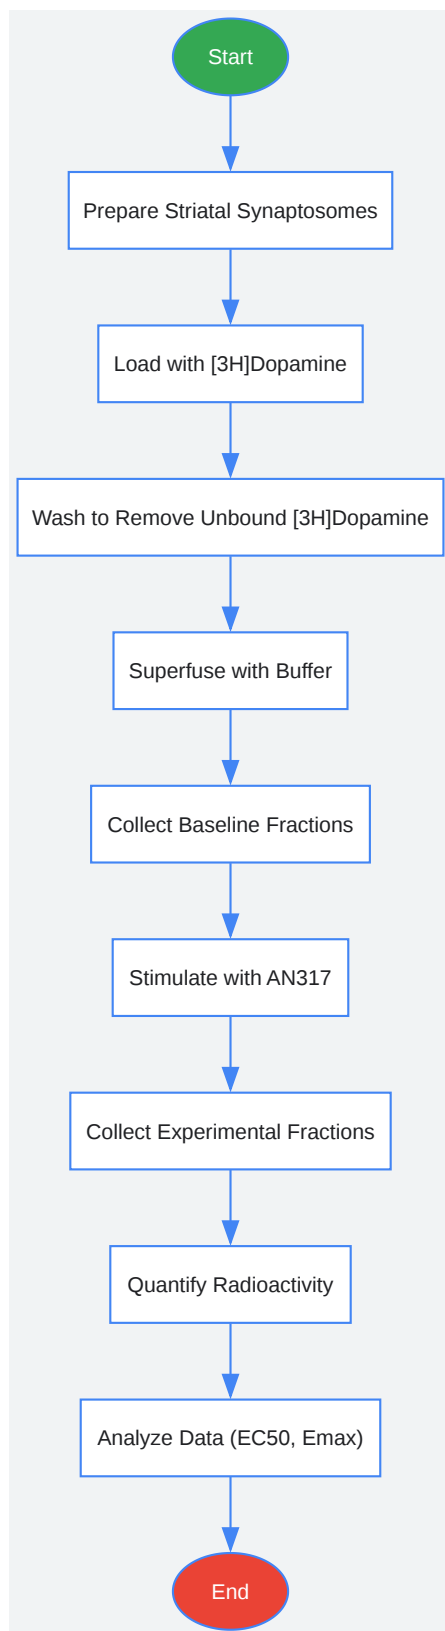 Start
Prepare Striatal Synaptosomes
Load with [3H]Dopamine
Wash to Remove Unbound [3H]Dopamine
Superfuse with Buffer
Collect Baseline Fractions
Stimulate with AN317
Collect Experimental Fractions
Quantify Radioactivity
Analyze Data (EC50, Emax)
End